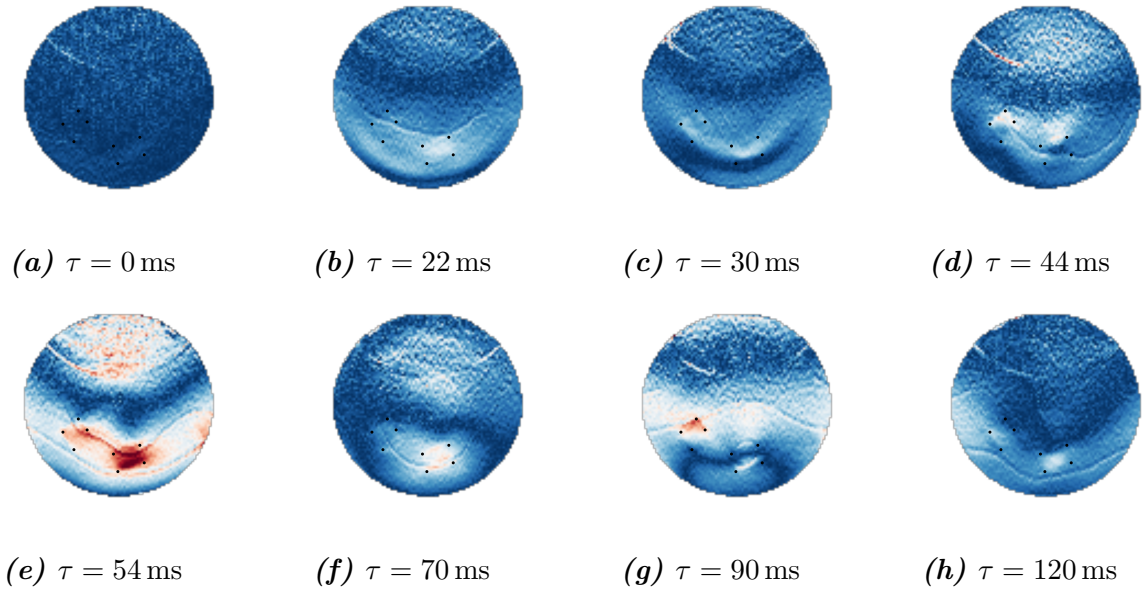 (a) τ = 0 ms (b) τ = 22 ms (c) τ = 30 ms (d) τ = 44 ms
(e) τ = 54 ms (f) τ = 70 ms (g) τ = 90 ms (h) τ = 120 ms